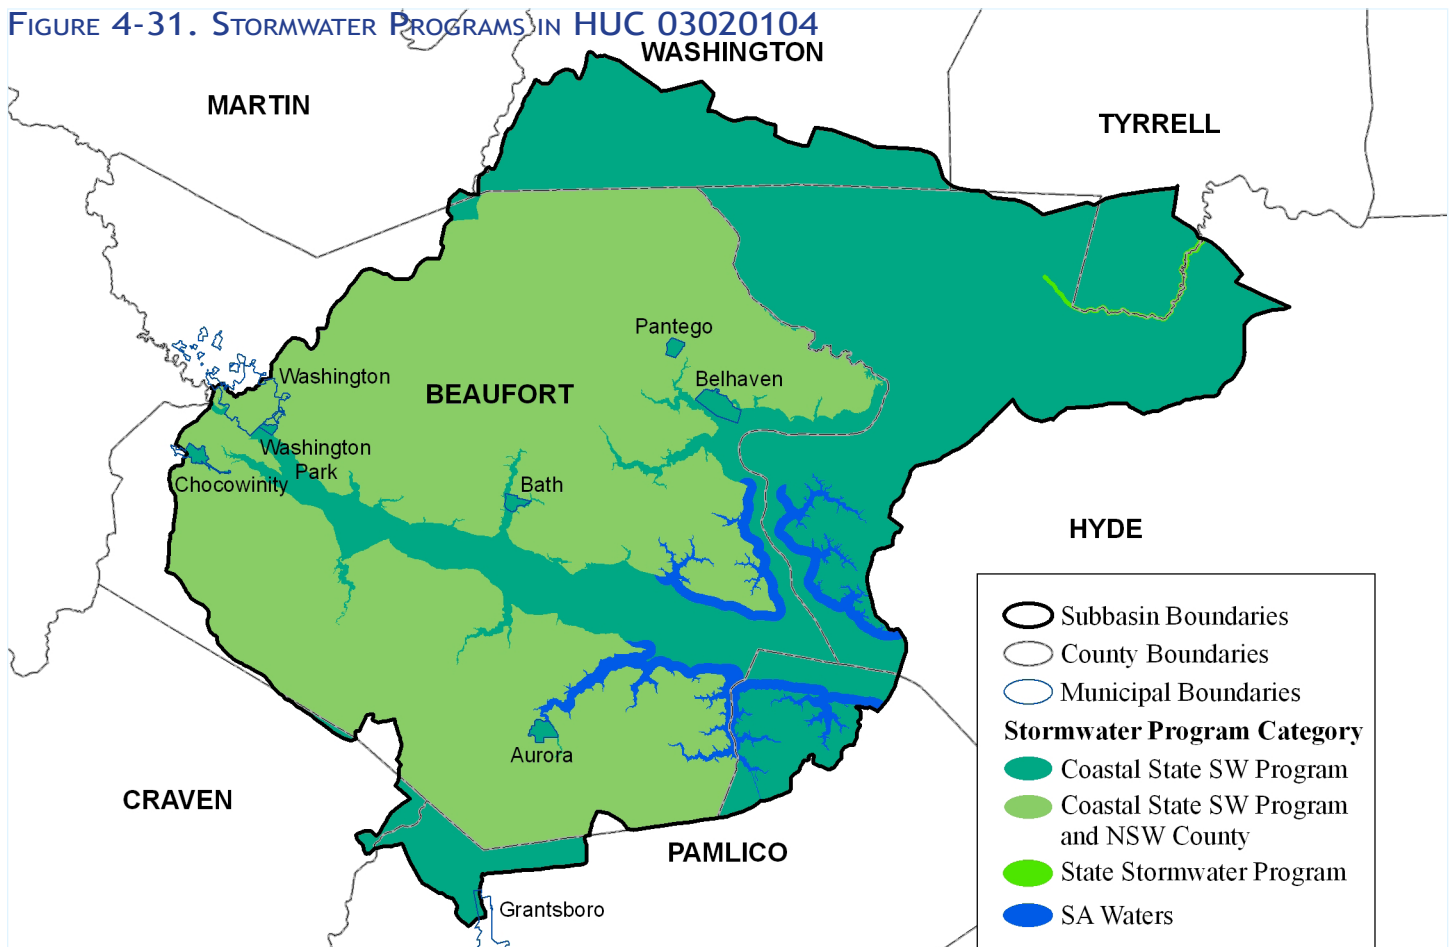 FIGURE 4-31. STORMWATER PROGRAMS IN HUC 03020104
WASHINGTON
MARTIN
TYRRELL
Pantego
Washington
Belhaven
BEAUFORT
Washington
Park
Chocowinity
Bath
HYDE
Aurora
CRAVEN
PAMLICO
Grantsboro
Subbasin Boundaries
County Boundaries
Municipal Boundaries
Stormwater Program Category
Coastal State SW Program
Coastal State SW Program
and NSW County
State Stormwater Program
SA Waters